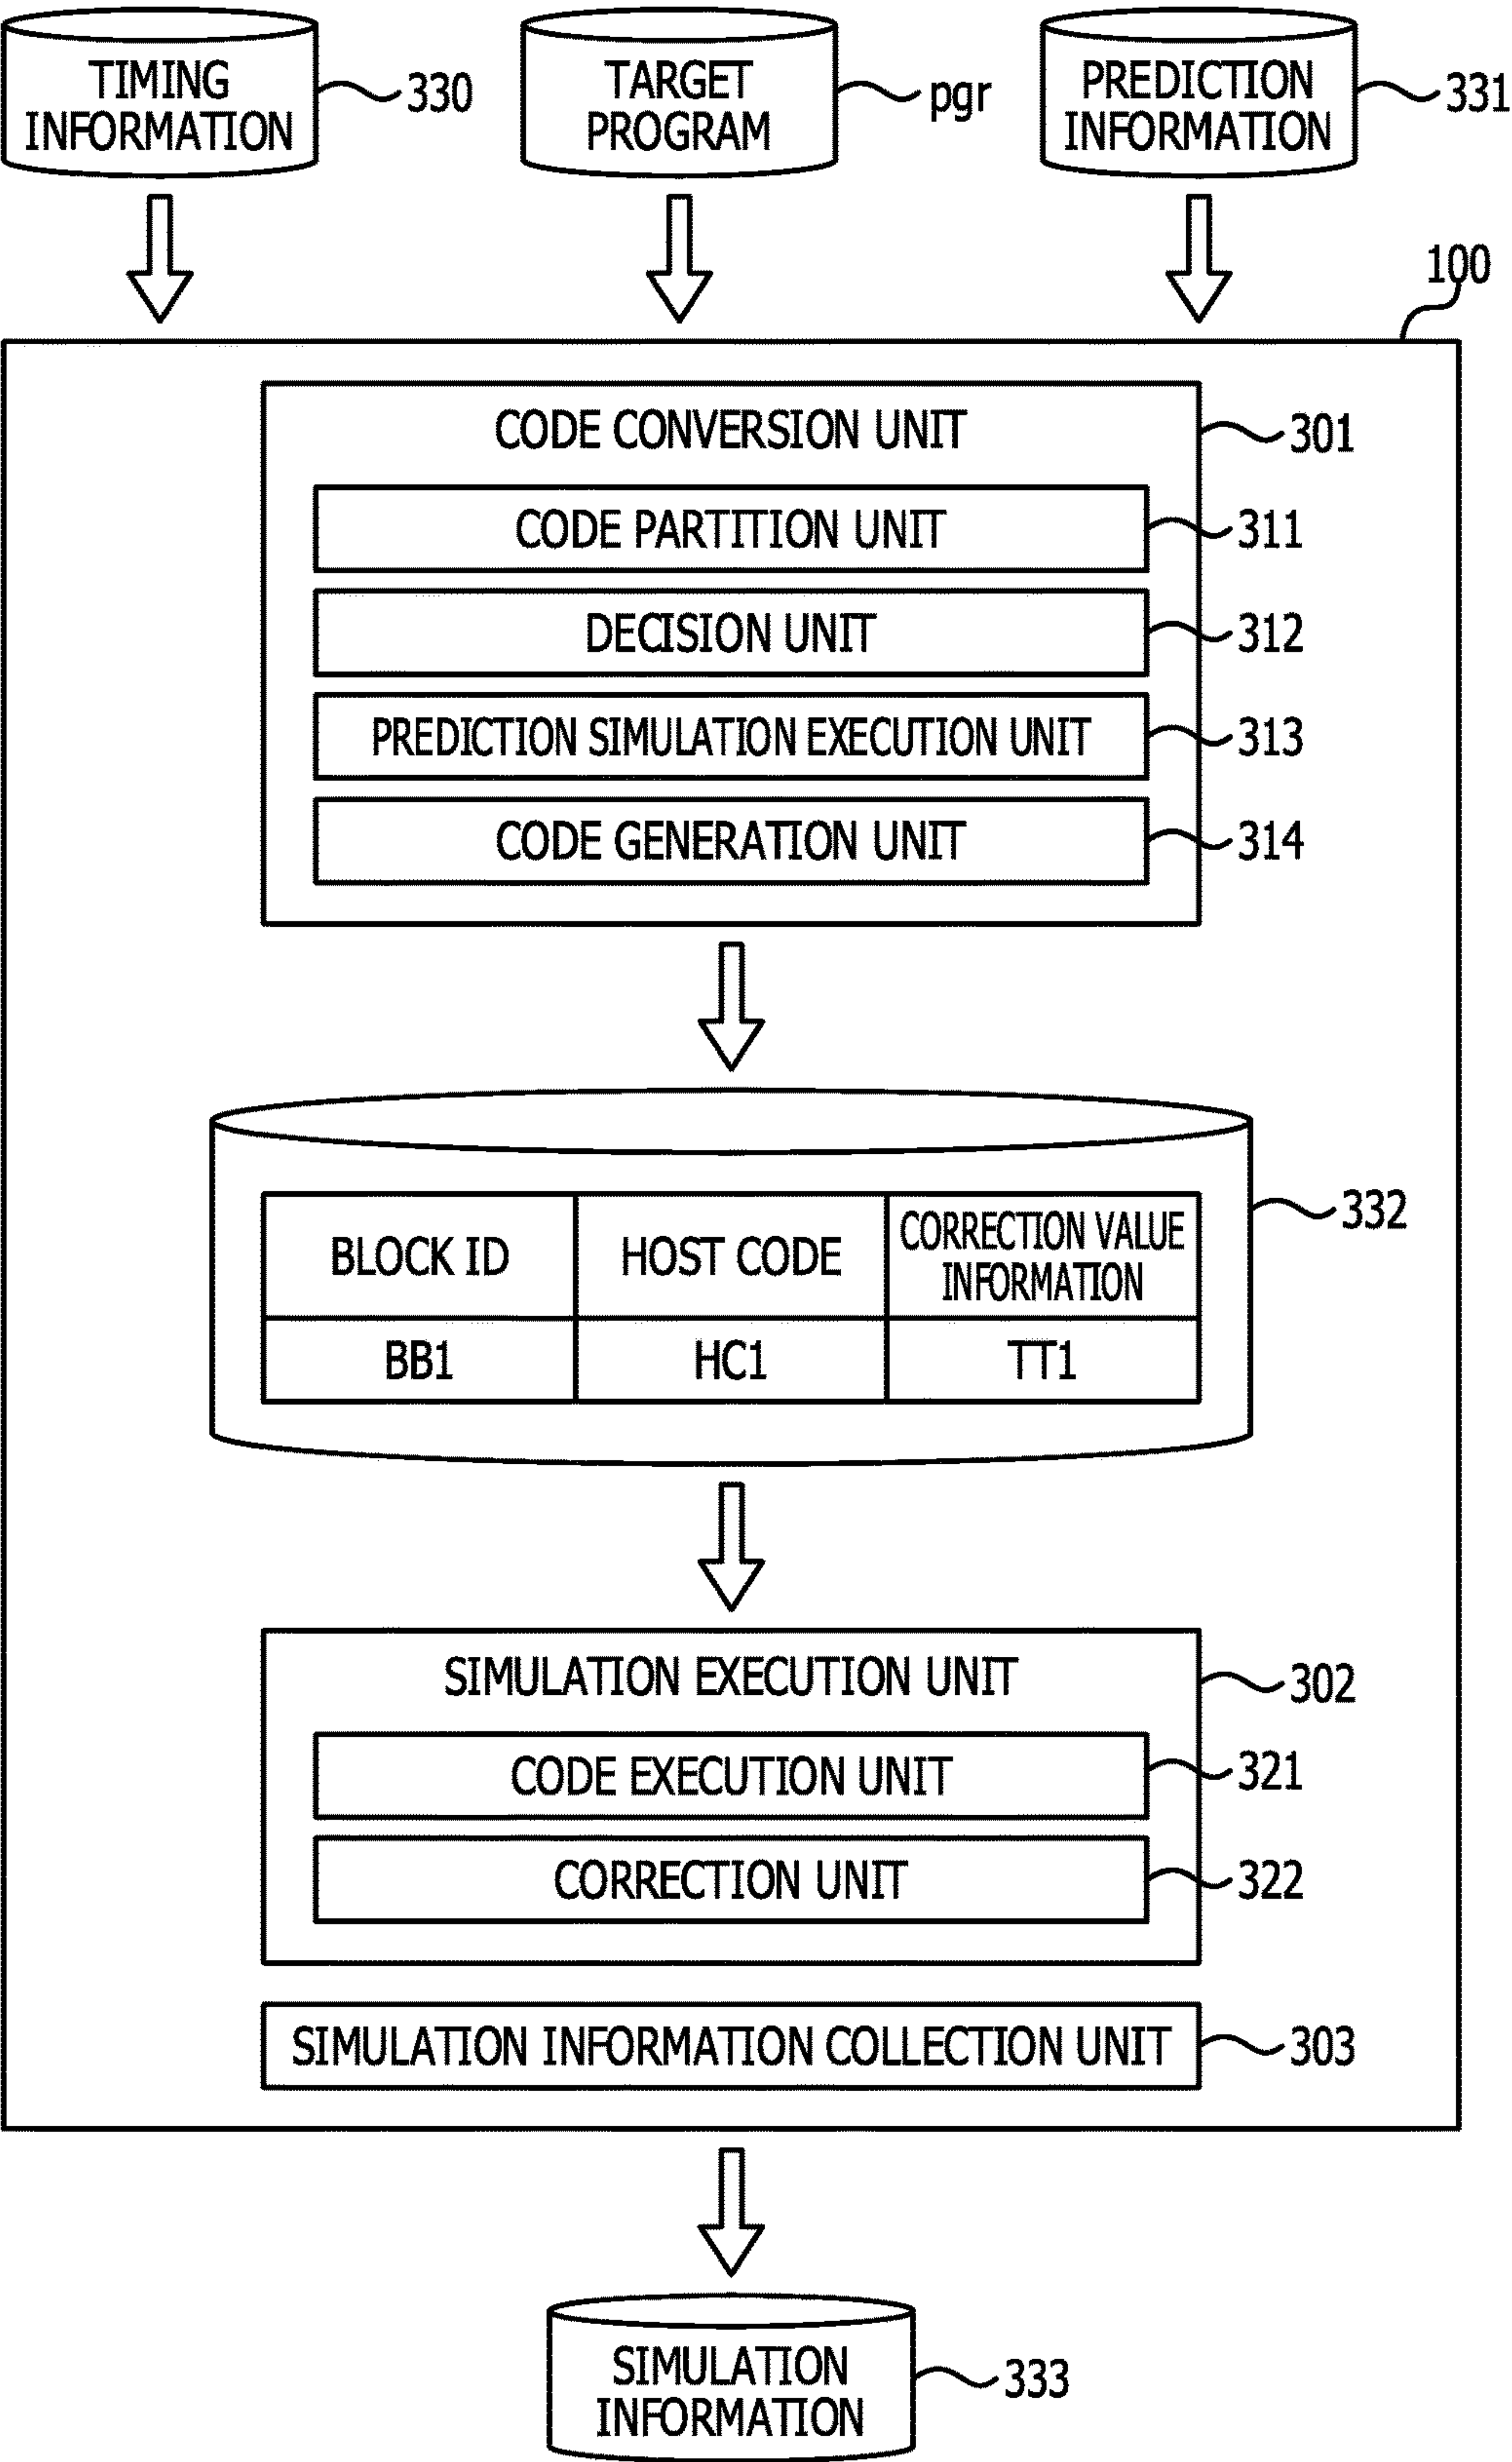 TIMING
INFORMATION
330
TARGET
PROGRAM
pgr
PREDICTION
INFORMATION
331
100
CODE CONVERSION UNIT
301
CODE PARTITION UNIT
311
DECISION UNIT
312
PREDICTION SIMULATION EXECUTION UNIT
313
CODE GENERATION UNIT
314
BLOCK ID
HOST CODE
CORRECTION VALUE
INFORMATION
332
BB1
HC1
TT1
SIMULATION EXECUTION UNIT
302
CODE EXECUTION UNIT
321
CORRECTION UNIT
322
SIMULATION INFORMATION COLLECTION UNIT
303
SIMULATION
INFORMATION
333